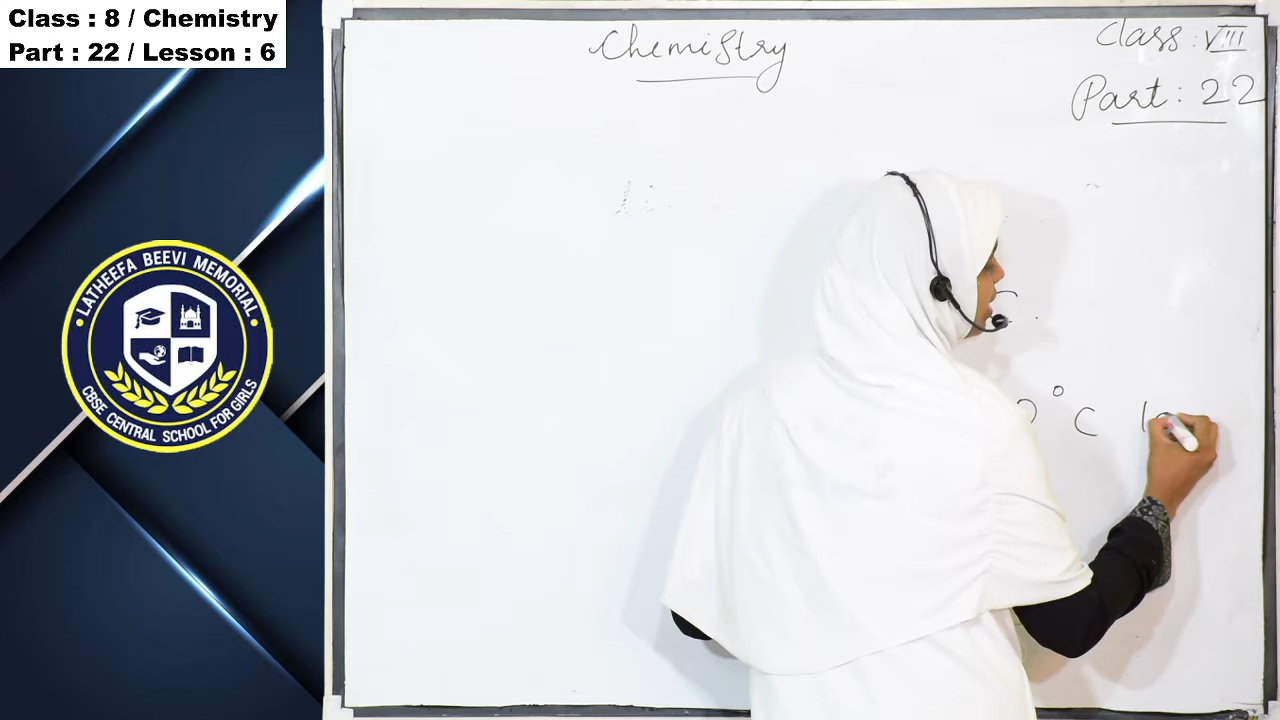 Class : 8 / Chemistry
Part : 22 / Lesson : 6
Chemistry
Class : VIII
Part : 22
LATHEEFA BEEVI MEMORIAL
CBSE CENTRAL SCHOOL FOR GIRLS
°C